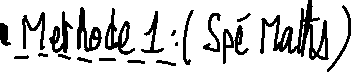 Methode 1 : ( Spé Maths )